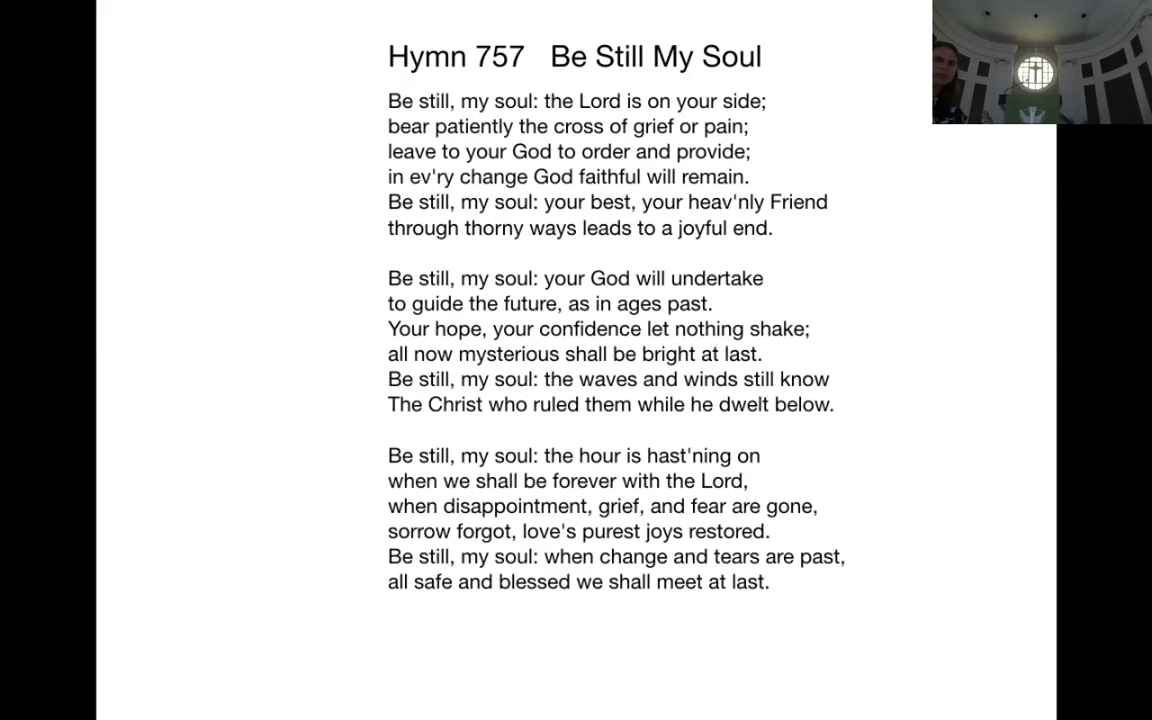 Hymn 757 Be Still My Soul
Be still, my soul: the Lord is on your side;
bear patiently the cross of grief or pain;
leave to your God to order and provide;
in ev'ry change God faithful will remain.
Be still, my soul: your best, your heav'nly Friend
through thorny ways leads to a joyful end.
Be still, my soul: your God will undertake
to guide the future, as in ages past.
Your hope, your confidence let nothing shake;
all now mysterious shall be bright at last.
Be still, my soul: the waves and winds still know
The Christ who ruled them while he dwelt below.
Be still, my soul: the hour is hast'ning on
when we shall be forever with the Lord,
when disappointment, grief, and fear are gone,
sorrow forgot, love's purest joys restored.
Be still, my soul: when change and tears are past,
all safe and blessed we shall meet at last.